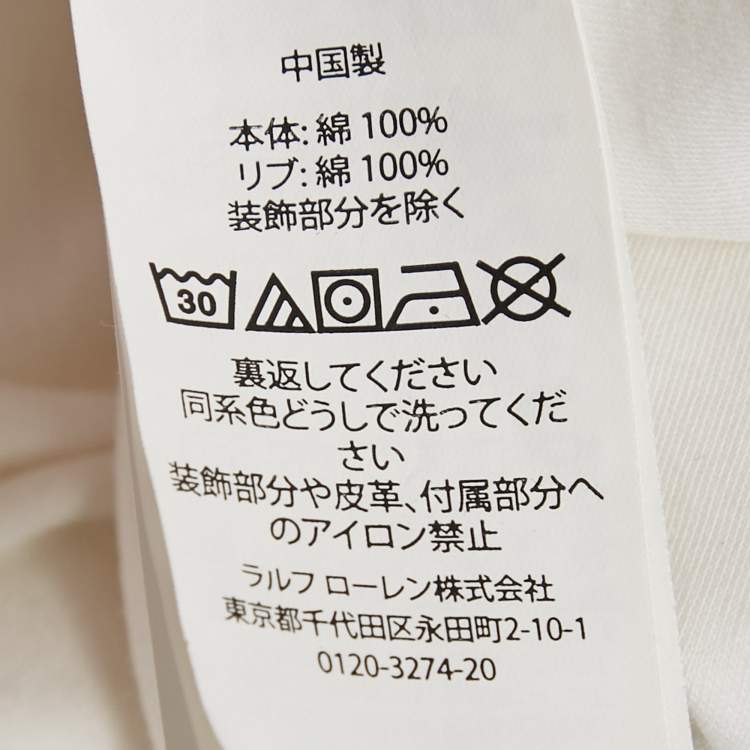 中国製
本体: 綿 100%
リブ: 綿 100%
装飾部分を除く
30
裏返してください
同系色どうしで洗ってくだ
さい
装飾部分や皮革、付属部分へ
のアイロン禁止
ラルフ ローレン株式会社
東京都千代田区永田町2-10-1
0120-3274-20